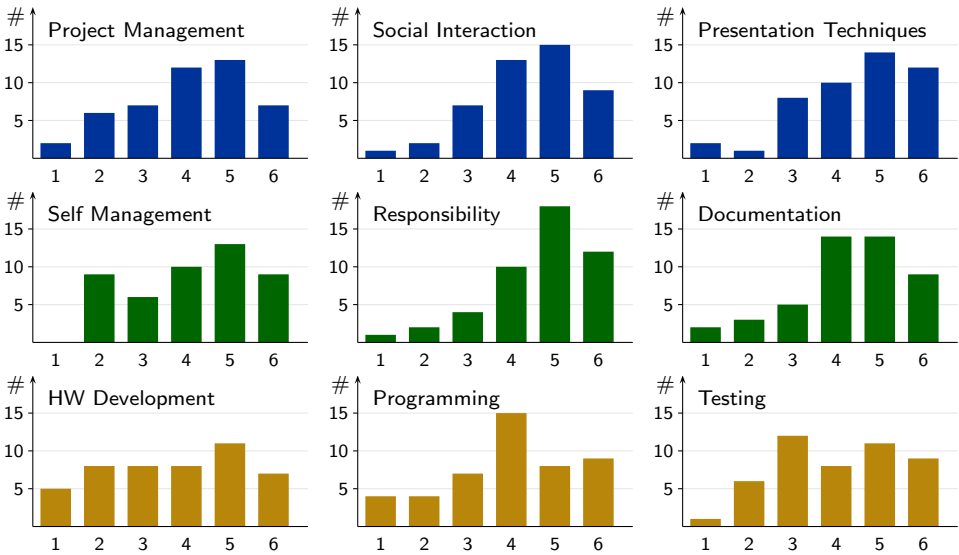 # Project Management
15
10
5
1 2 3 4 5 6
# Social Interaction
15
10
5
1 2 3 4 5 6
# Presentation Techniques
15
10
5
1 2 3 4 5 6
# Self Management
15
10
5
1 2 3 4 5 6
# Responsibility
15
10
5
1 2 3 4 5 6
# Documentation
15
10
5
1 2 3 4 5 6
# HW Development
15
10
5
1 2 3 4 5 6
# Programming
15
10
5
1 2 3 4 5 6
# Testing
15
10
5
1 2 3 4 5 6